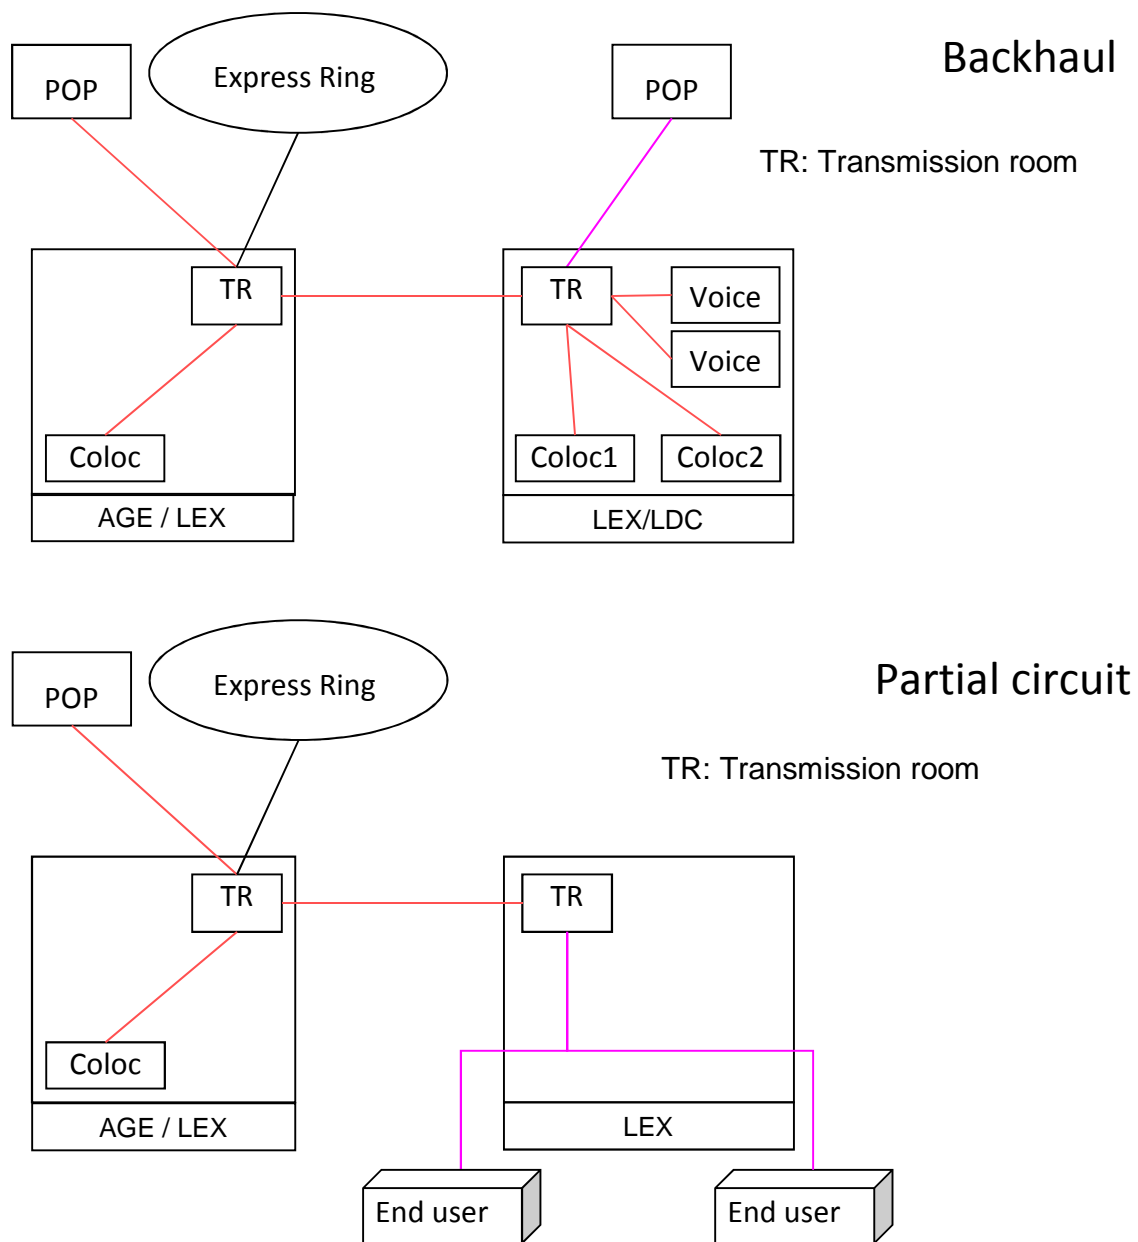 Backhaul
POP
Express Ring
POP
TR: Transmission room
TR
TR
Voice
Voice
Coloc
Coloc1
Coloc2
AGE / LEX
LEX/LDC
Partial circuit
POP
Express Ring
TR: Transmission room
TR
TR
Coloc
AGE / LEX
LEX
End user
End user